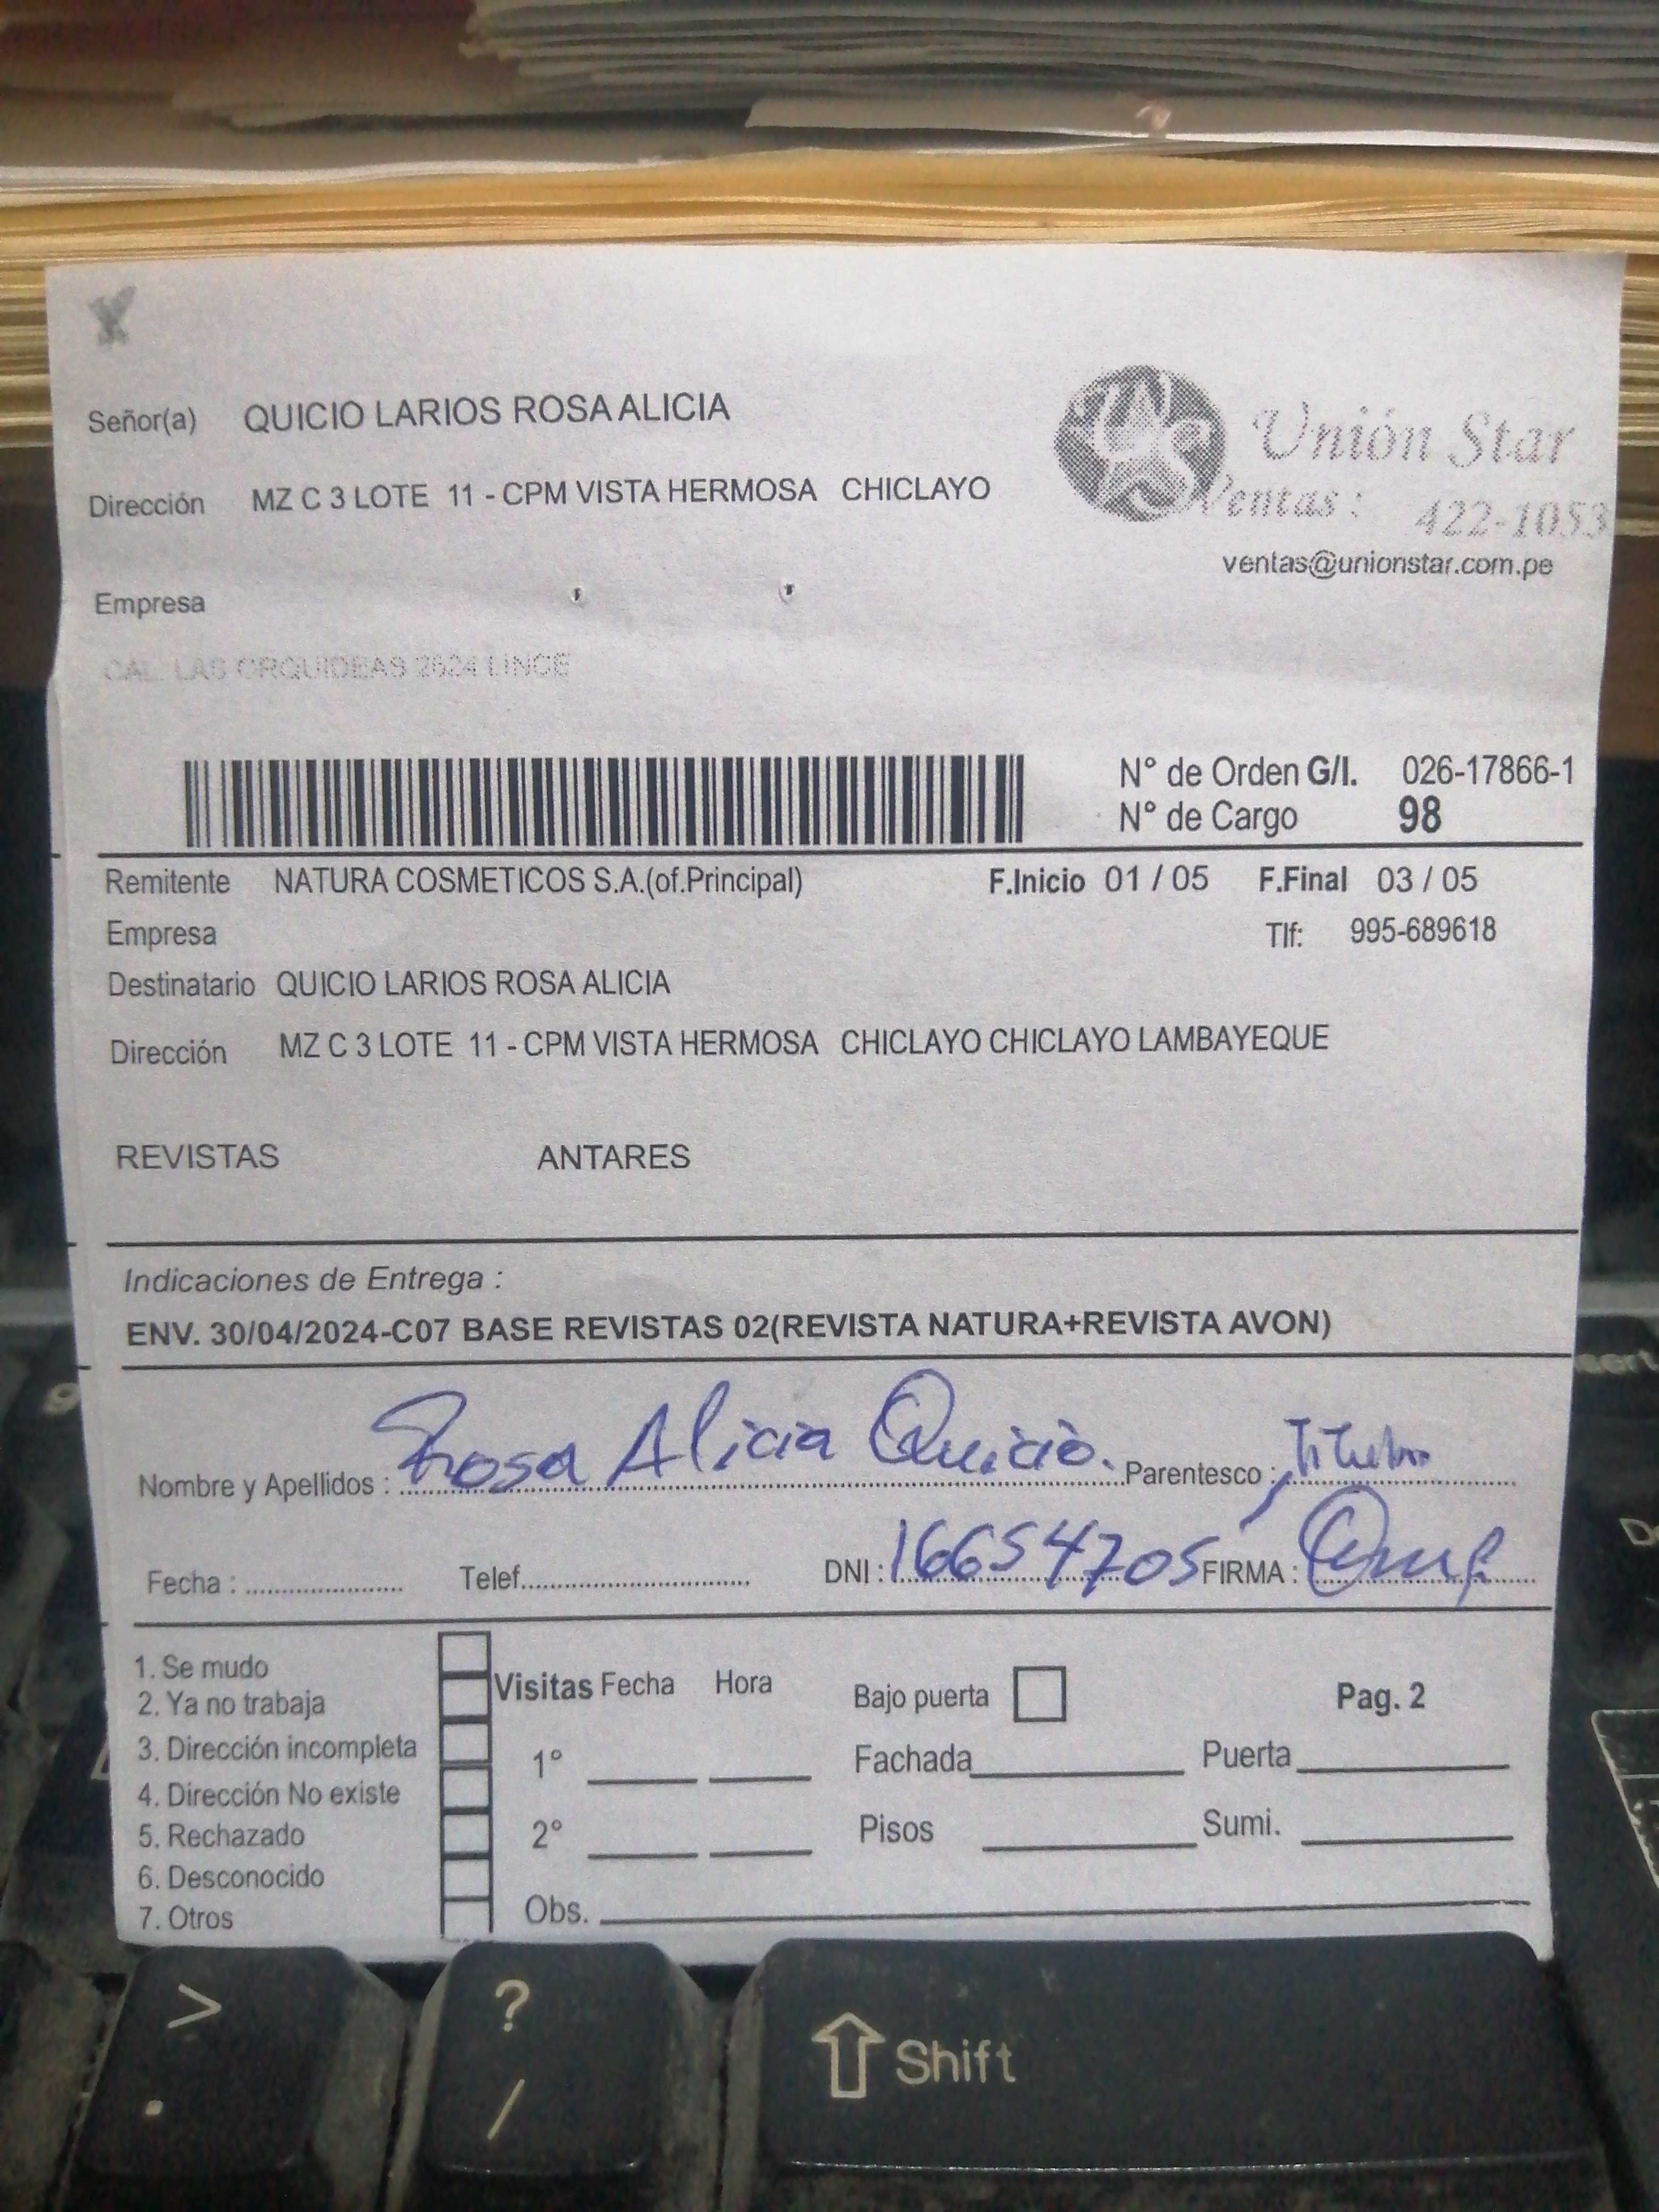 Señor(a) QUICIO LARIOS ROSA ALICIA
Unión Star
Dirección MZ C 3 LOTE 11 - CPM VISTA HERMOSA CHICLAYO
Ventas : 422-1053
ventas@unionstar.com.pe
Empresa
CAL LAS ORQUIDEAS 2624 LINCE
N° de Orden G/I. 026-17866-1
N° de Cargo 98
Remitente NATURA COSMETICOS S.A.(of.Principal) F.Inicio 01 / 05 F.Final 03 / 05
Empresa Tlf: 995-689618
Destinatario QUICIO LARIOS ROSA ALICIA
Dirección MZ C 3 LOTE 11 - CPM VISTA HERMOSA CHICLAYO CHICLAYO LAMBAYEQUE
REVISTAS ANTARES
Indicaciones de Entrega :
ENV. 30/04/2024-C07 BASE REVISTAS 02(REVISTA NATURA+REVISTA AVON)
Nombre y Apellidos : Rosa Alicia Quicio. Parentesco : Titular
Fecha : Telef. DNI : 16654705 FIRMA :
1. Se mudo
2. Ya no trabaja
3. Dirección incompleta
4. Dirección No existe
5. Rechazado
6. Desconocido
7. Otros
Visitas Fecha Hora
1°
2°
Obs.
Bajo puerta Pag. 2
Fachada Puerta
Pisos Sumi.
>
.
?
/
Shift